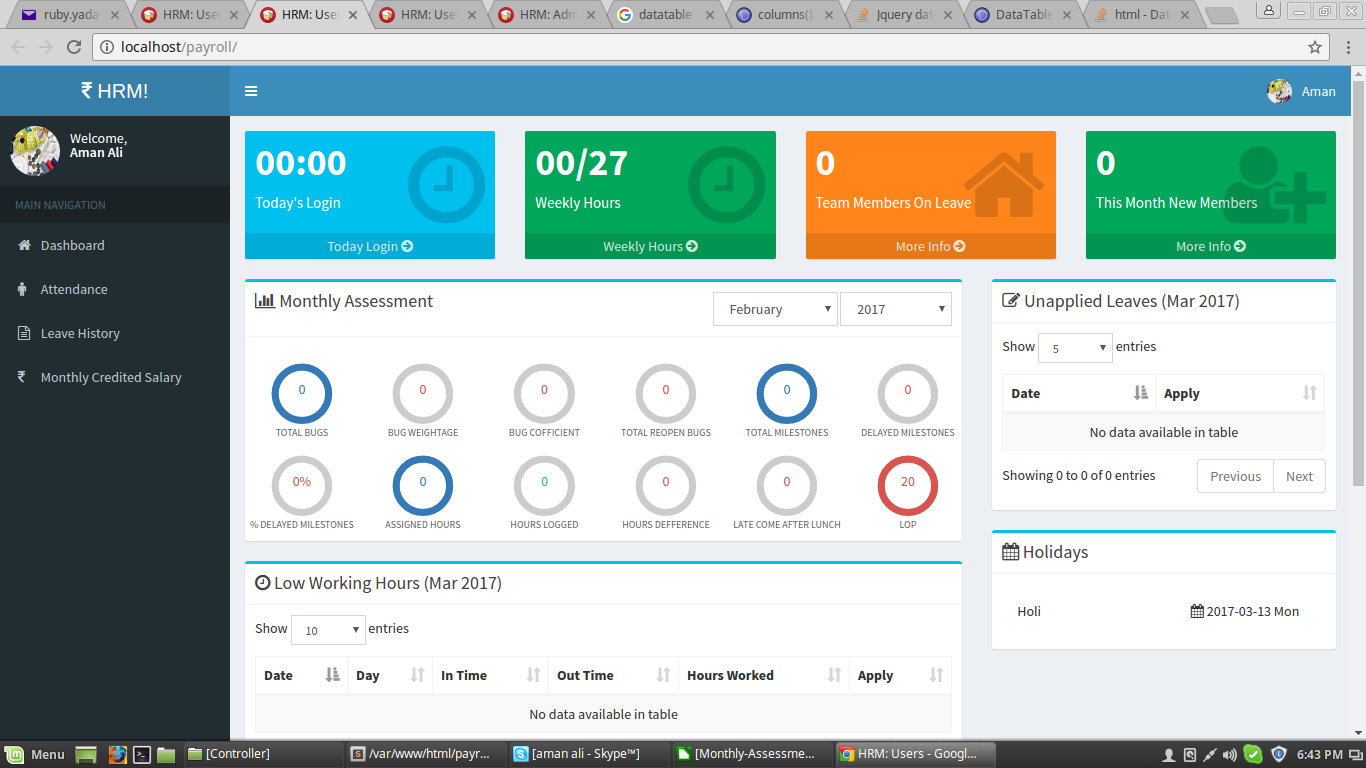 ruby.yada
HRM: User
HRM: User
HRM: User
HRM: Adm
datatable
columns()
Jquery dat
DataTable
html - Dat
localhost/payroll/
₹ HRM!
Aman
Welcome,
Aman Ali
MAIN NAVIGATION
Dashboard
Attendance
Leave History
₹ Monthly Credited Salary
00:00
Today's Login
Today Login
00/27
Weekly Hours
Weekly Hours
0
Team Members On Leave
More Info
0
This Month New Members
More Info
Monthly Assessment
February
2017
0
TOTAL BUGS
0
BUG WEIGHTAGE
0
BUG COFFICIENT
0
TOTAL REOPEN BUGS
0
TOTAL MILESTONES
0
DELAYED MILESTONES
0%
% DELAYED MILESTONES
0
ASSIGNED HOURS
0
HOURS LOGGED
0
HOURS DEFFERENCE
0
LATE COME AFTER LUNCH
20
LOP
Low Working Hours (Mar 2017)
Show 10 entries
Date Day In Time Out Time Hours Worked Apply
No data available in table
Unapplied Leaves (Mar 2017)
Show 5 entries
Date Apply
No data available in table
Showing 0 to 0 of 0 entries
Previous Next
Holidays
Holi 2017-03-13 Mon
Menu
[Controller]
/var/www/html/payr...
[aman ali - Skype™]
[Monthly-Assessme...
HRM: Users - Googl...
6:43 PM